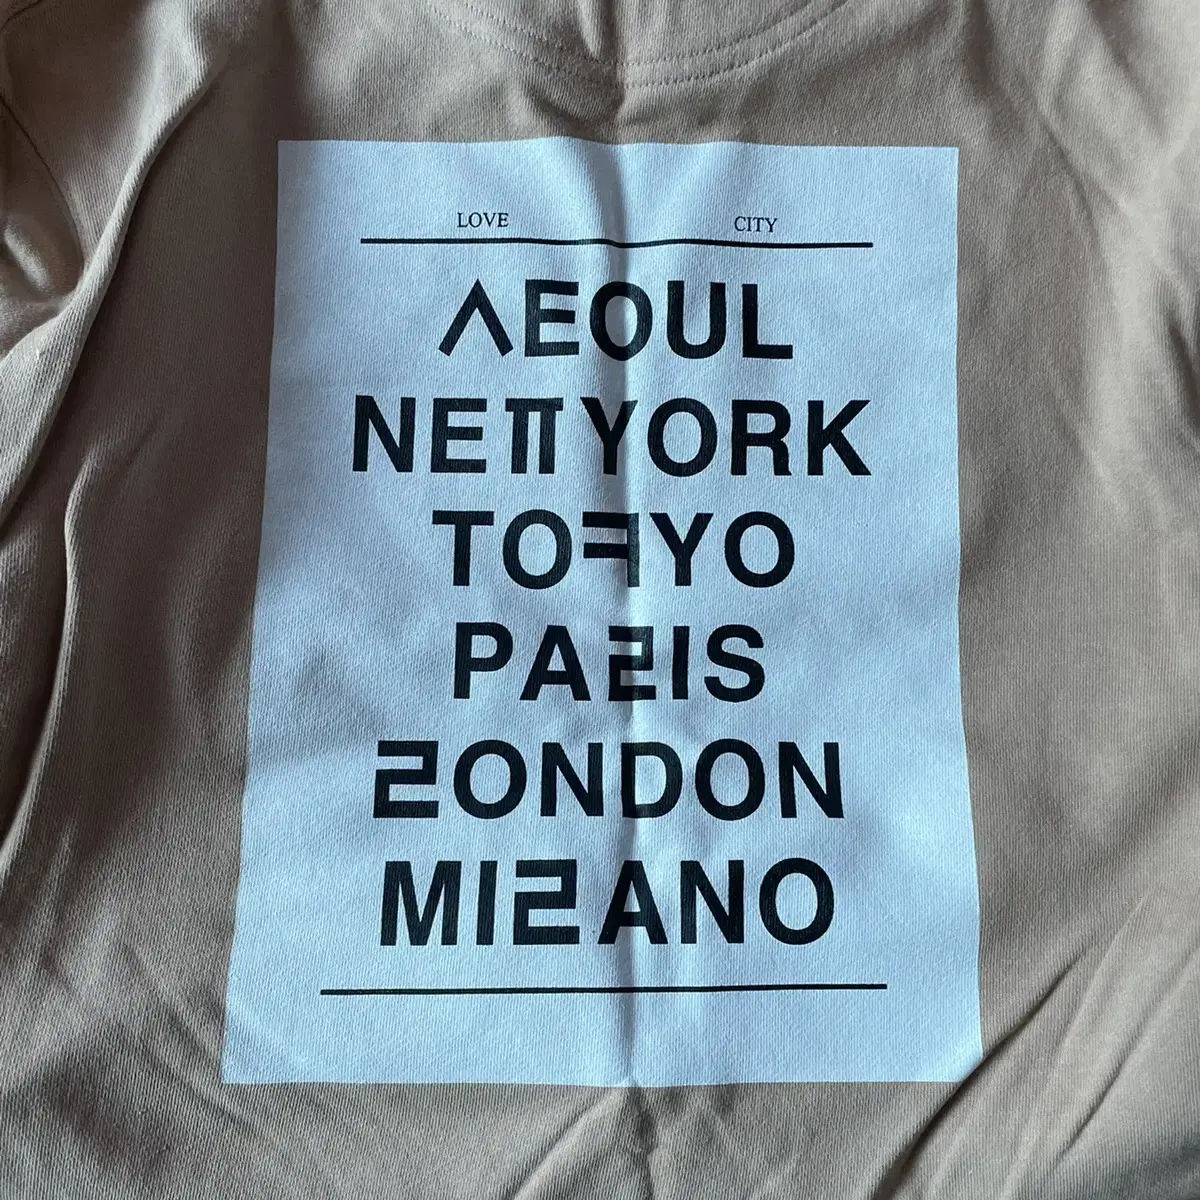 LOVE CITY
ㅅEOUL
NEㅠYORK
TOㅋYO
PAㄹIS
ㄹONDON
MIㄹANO